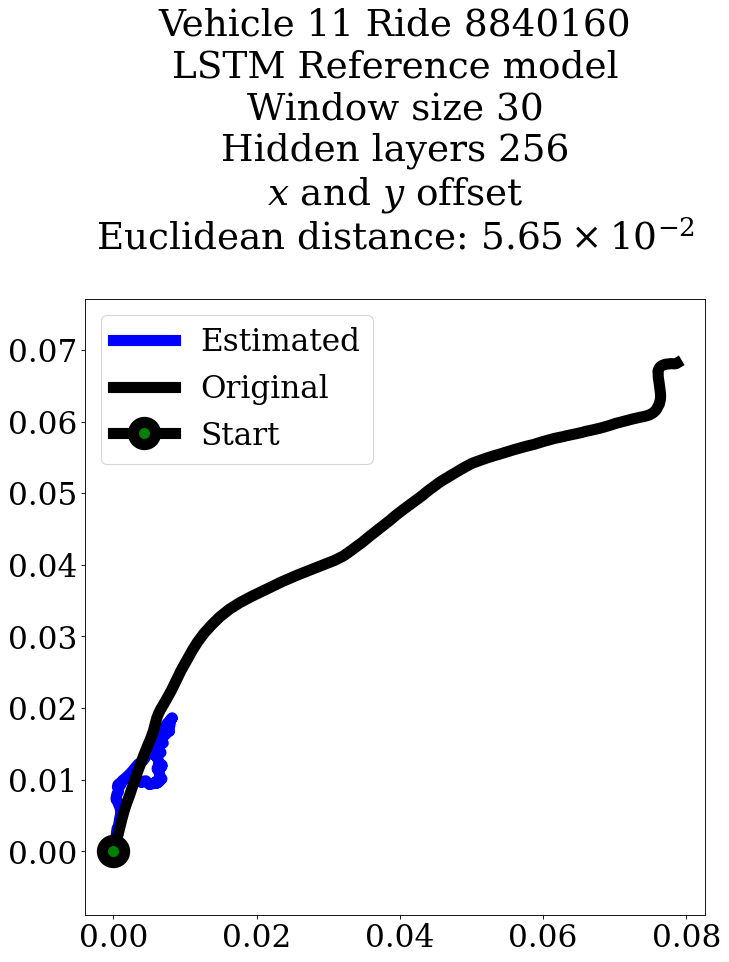 Vehicle 11 Ride 8840160
LSTM Reference model
Window size 30
Hidden layers 256
x and y offset
Euclidean distance: 5.65 × 10⁻²
Estimated
Original
Start
0.07
0.06
0.05
0.04
0.03
0.02
0.01
0.00
0.00 0.02 0.04 0.06 0.08